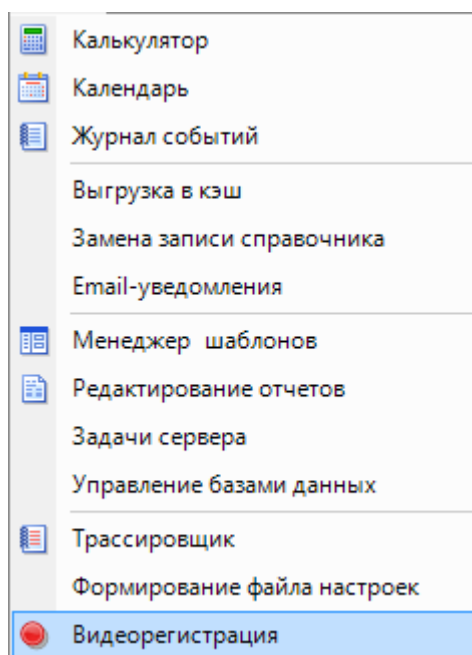 Калькулятор
Календарь
Журнал событий
Выгрузка в кэш
Замена записи справочника
Email-уведомления
Менеджер  шаблонов
Редактирование отчетов
Задачи сервера
Управление базами данных
Трассировщик
Формирование файла настроек
Видеорегистрация